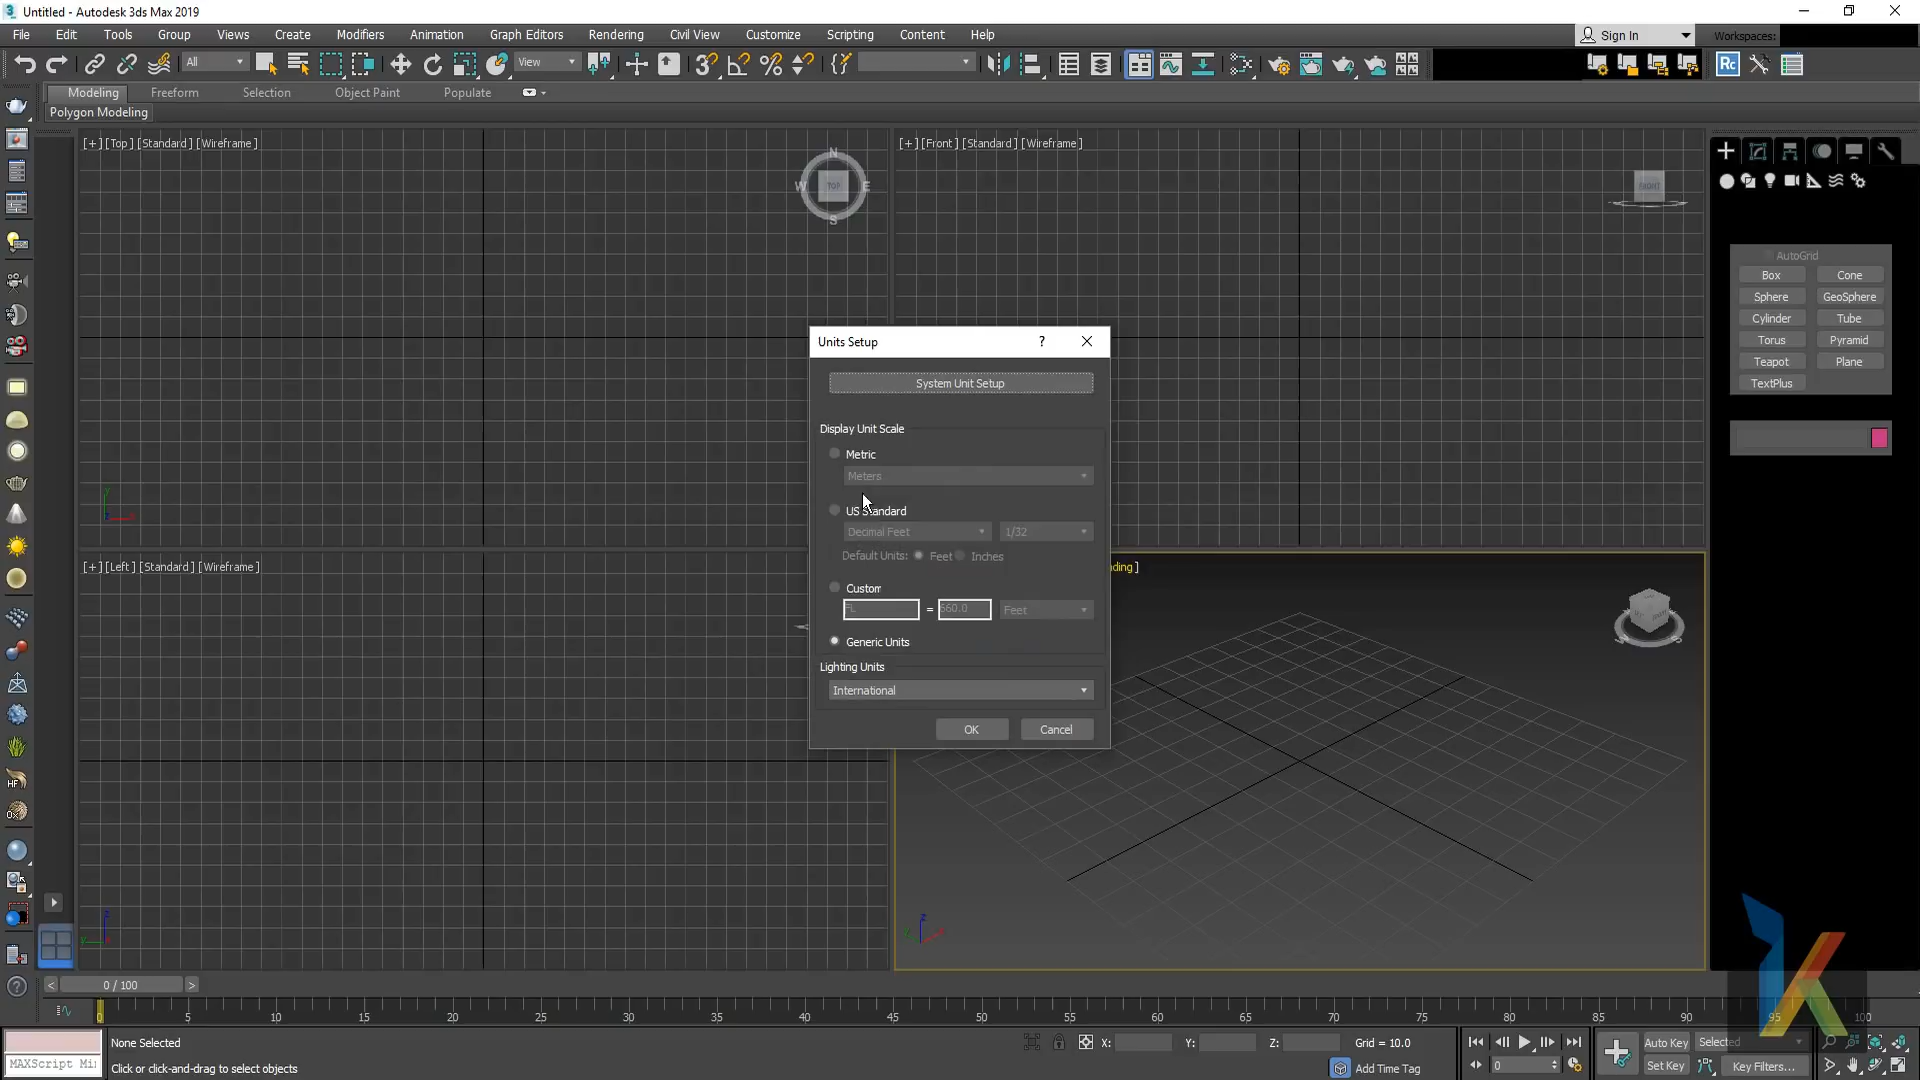 Untitled - Autodesk 3ds Max 2019
File Edit Tools Group Views Create Modifiers Animation Graph Editors Rendering Civil View Customize Scripting Content Help
Sign In Workspaces:
All View Rc
Modeling Freeform Selection Object Paint Populate
Polygon Modeling
[+] [Top] [Standard] [Wireframe]
[+] [Front] [Standard] [Wireframe]
N
W TOP E
S
FRONT
AutoGrid
Box Cone
Sphere GeoSphere
Cylinder Tube
Torus Pyramid
Teapot Plane
TextPlus
Units Setup ?
System Unit Setup
Display Unit Scale
Metric
Meters
US Standard
Decimal Feet 1/32
Default Units: Feet Inches
Custom
FL = 660.0 Feet
Generic Units
Lighting Units
International
OK Cancel
[+] [Left] [Standard] [Wireframe]
ding]
y
z
y
z
HF
< 0 / 100 >
0 5 10 15 20 25 30 35 40 45 50 55 60 65 70 75 80 85 90 95 100
None Selected X: Y: Z: Grid = 10.0 Auto Key Selected
MAXScript Mi Click or click-and-drag to select objects Add Time Tag 0 Set Key Key Filters...